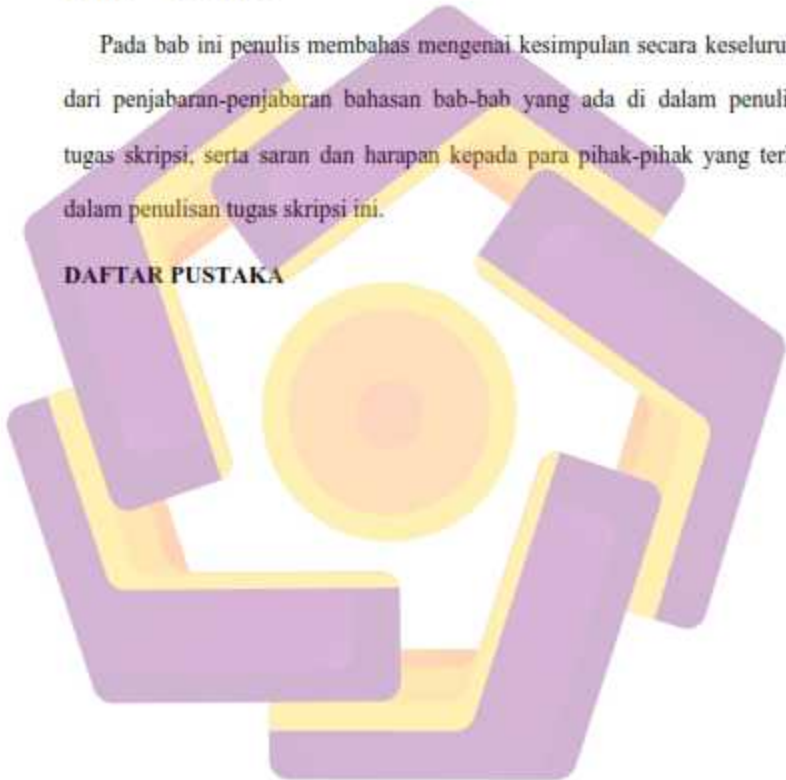 Pada bab ini penulis membahas mengenai kesimpulan secara keselur
dari penjabaran-penjabaran bahasan bab-bab yang ada di dalam penuli
tugas skripsi, serta saran dan harapan kepada para pihak-pihak yang ter
dalam penulisan tugas skripsi ini.
DAFTAR PUSTAKA